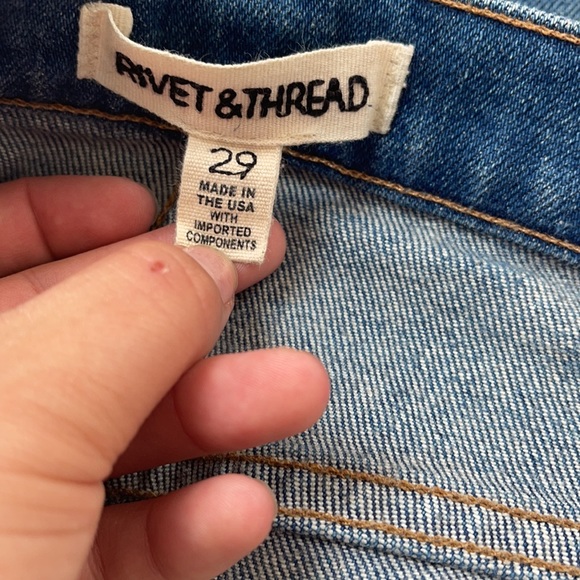 RIVET & THREAD
29
MADE IN
THE USA
WITH
IMPORTED
COMPONENTS